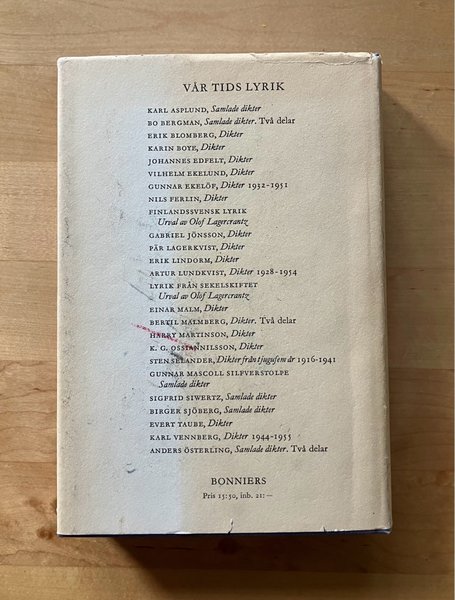 VÅR TIDS LYRIK
KARL ASPLUND, Samlade dikter
BO BERGMAN, Samlade dikter. Två delar
ERIK BLOMBERG, Dikter
KARIN BOYE, Dikter
JOHANNES EDFELT, Dikter
VILHELM EKELUND, Dikter
GUNNAR EKELÖF, Dikter 1932-1951
NILS FERLIN, Dikter
FINLANDSSVENSK LYRIK
Urval av Olof Lagercrantz
GABRIEL JÖNSSON, Dikter
PÄR LAGERKVIST, Dikter
ERIK LINDORM, Dikter
ARTUR LUNDKVIST, Dikter 1928-1954
LYRIK FRÅN SEKELSKIFTET
Urval av Olof Lagercrantz
EINAR MALM, Dikter
BERTIL MALMBERG, Dikter. Två delar
HARRY MARTINSON, Dikter
K. G. OSSIANNILSSON, Dikter
STEN SELANDER, Dikter från tjugufem år 1916-1941
GUNNAR MASCOLL SILFVERSTOLPE
Samlade dikter
SIGFRID SIWERTZ, Samlade dikter
BIRGER SJÖBERG, Samlade dikter
EVERT TAUBE, Dikter
KARL VENNBERG, Dikter 1944-1955
ANDERS ÖSTERLING, Samlade dikter. Två delar
BONNIERS
Pris 15:50, inb. 21:—